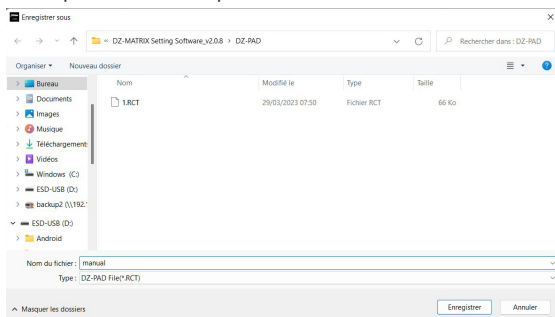 Enregistrer sous
« DZ-MATRIX Setting Software_v2.0.8 > DZ-PAD
Rechercher dans : DZ-PAD
Organiser
Nouveau dossier
Nom
Modifié le
Type
Taille
1.RCT
29/03/2023 07:50
Fichier RCT
66 Ko
Bureau
Documents
Images
Musique
Téléchargement
Vidéos
Windows (C:)
ESD-USB (D:)
backup2 (\\192.
ESD-USB (D:)
Android
Nom du fichier : manual
Type : DZ-PAD File(*.RCT)
Masquer les dossiers
Enregistrer
Annuler